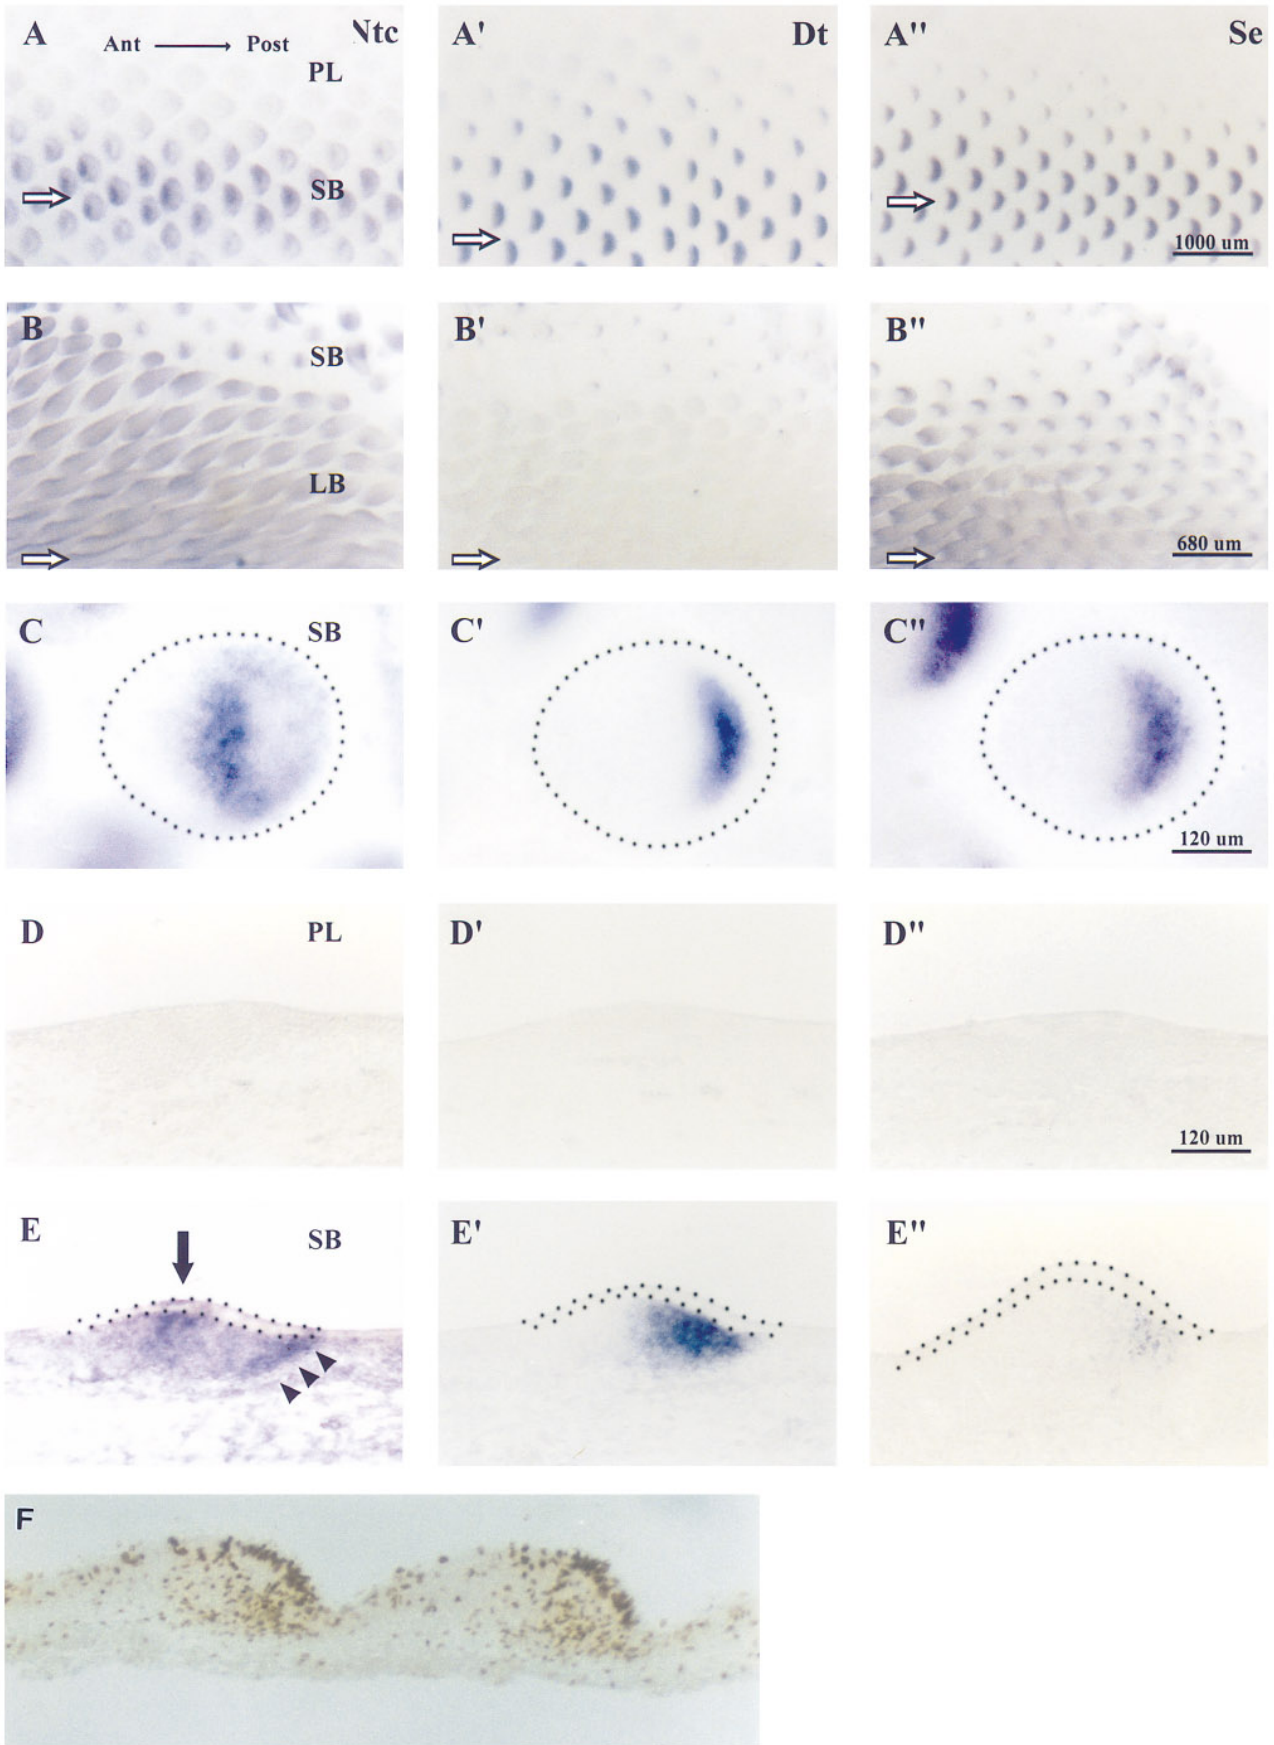 A Ant Post Ntc
PL
SB
A' Dt
A" Se
1000 um
B
SB
LB
B'
B"
680 um
C SB
C'
C"
120 um
D PL
D'
D"
120 um
E SB
E'
E"
F